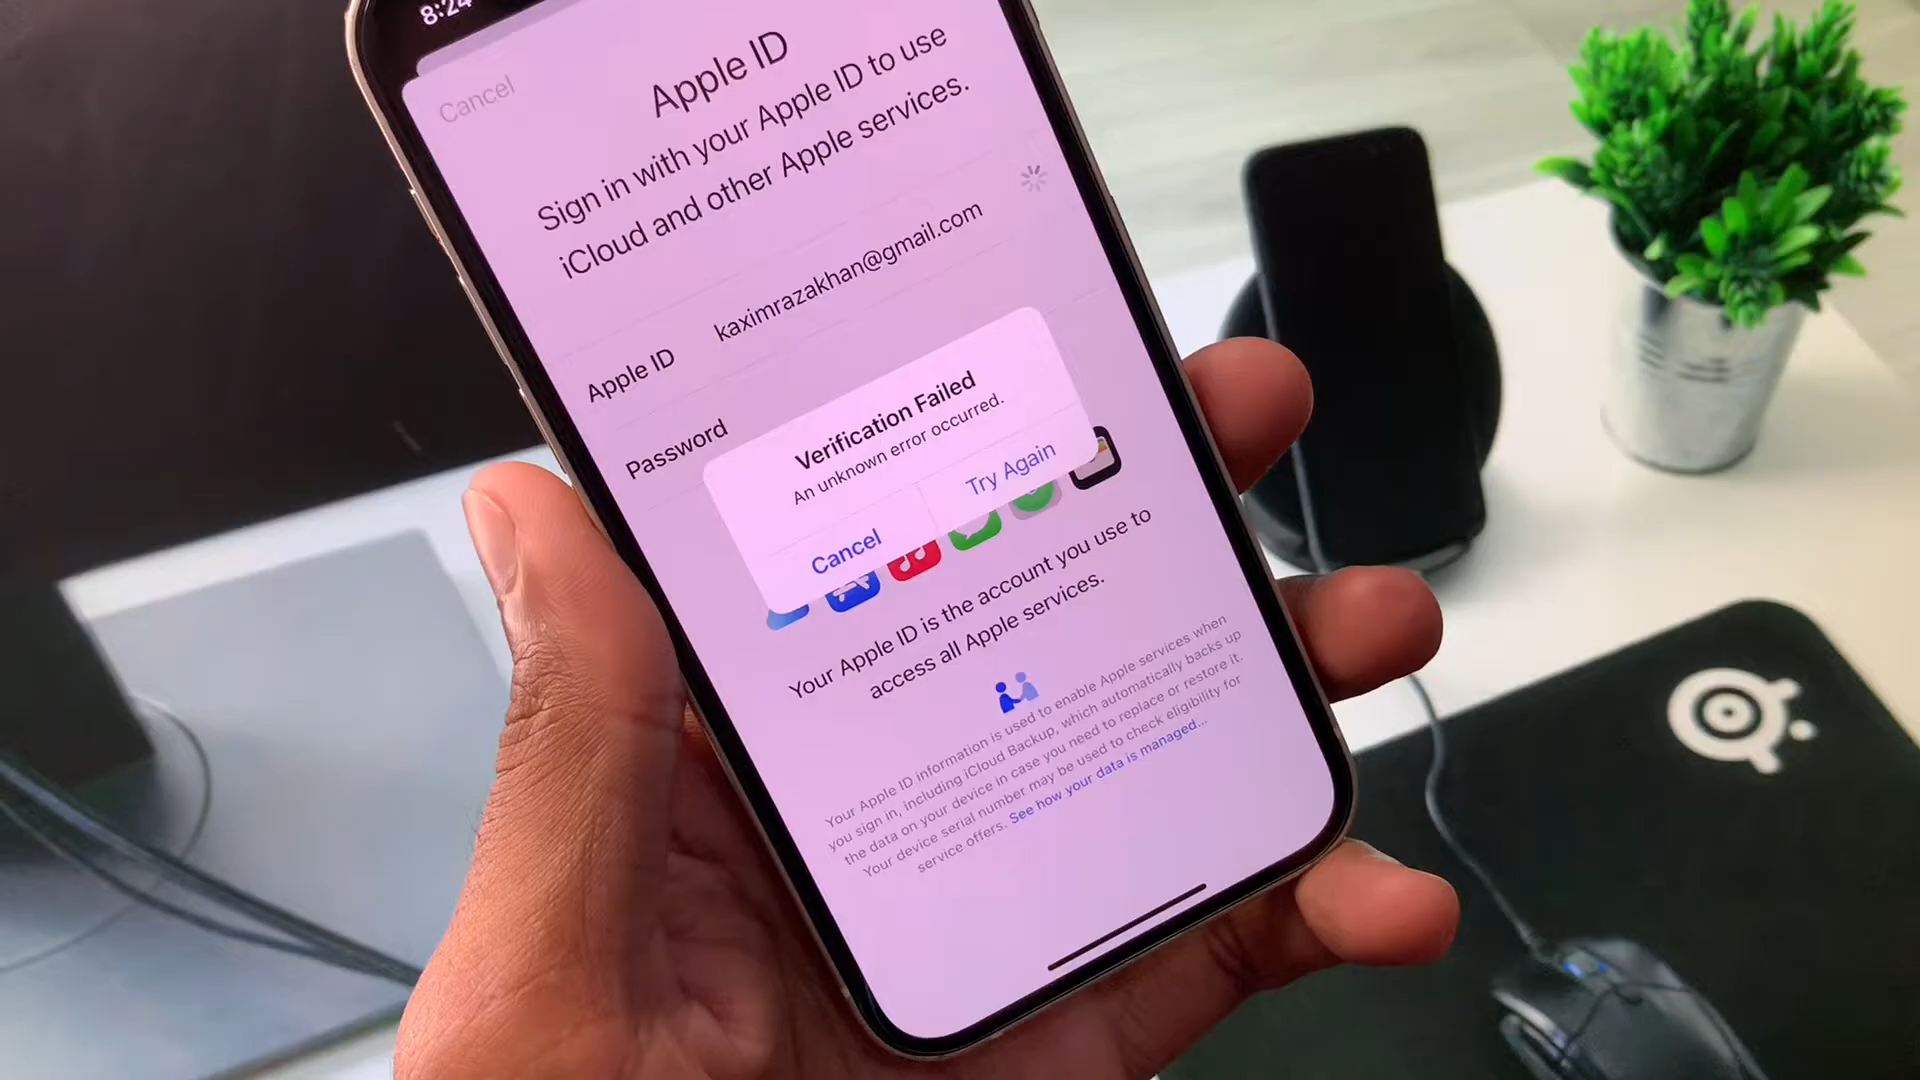 8:24
Cancel
Apple ID
Sign in with your Apple ID to use
iCloud and other Apple services.
Apple ID kaximrazakhan@gmail.com
Password
Verification Failed
An unknown error occurred.
Cancel Try Again
Your Apple ID is the account you use to
access all Apple services.
Your Apple ID information is used to enable Apple services when
you sign in, including iCloud Backup, which automatically backs up
the data on your device in case you need to replace or restore it.
Your device serial number may be used to check eligibility for
service offers. See how your data is managed...